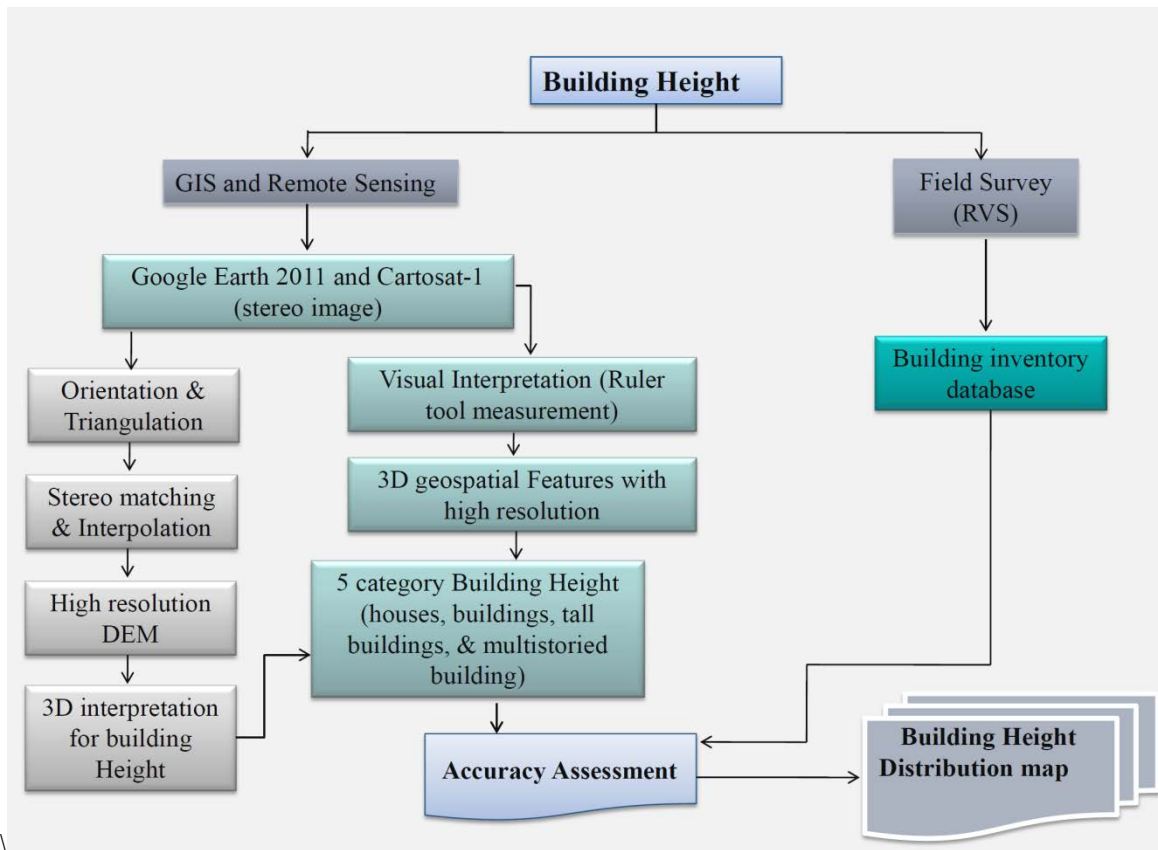 Building Height
GIS and Remote Sensing
Field Survey
(RVS)
Google Earth 2011 and Cartosat-1
(stereo image)
Building inventory
database
Orientation &
Triangulation
Visual Interpretation (Ruler
tool measurement)
Stereo matching
& Interpolation
3D geospatial Features with
high resolution
High resolution
DEM
5 category Building Height
(houses, buildings, tall
buildings, & multistoried
building)
3D interpretation
for building
Height
Accuracy Assessment
Building Height
Distribution map
\